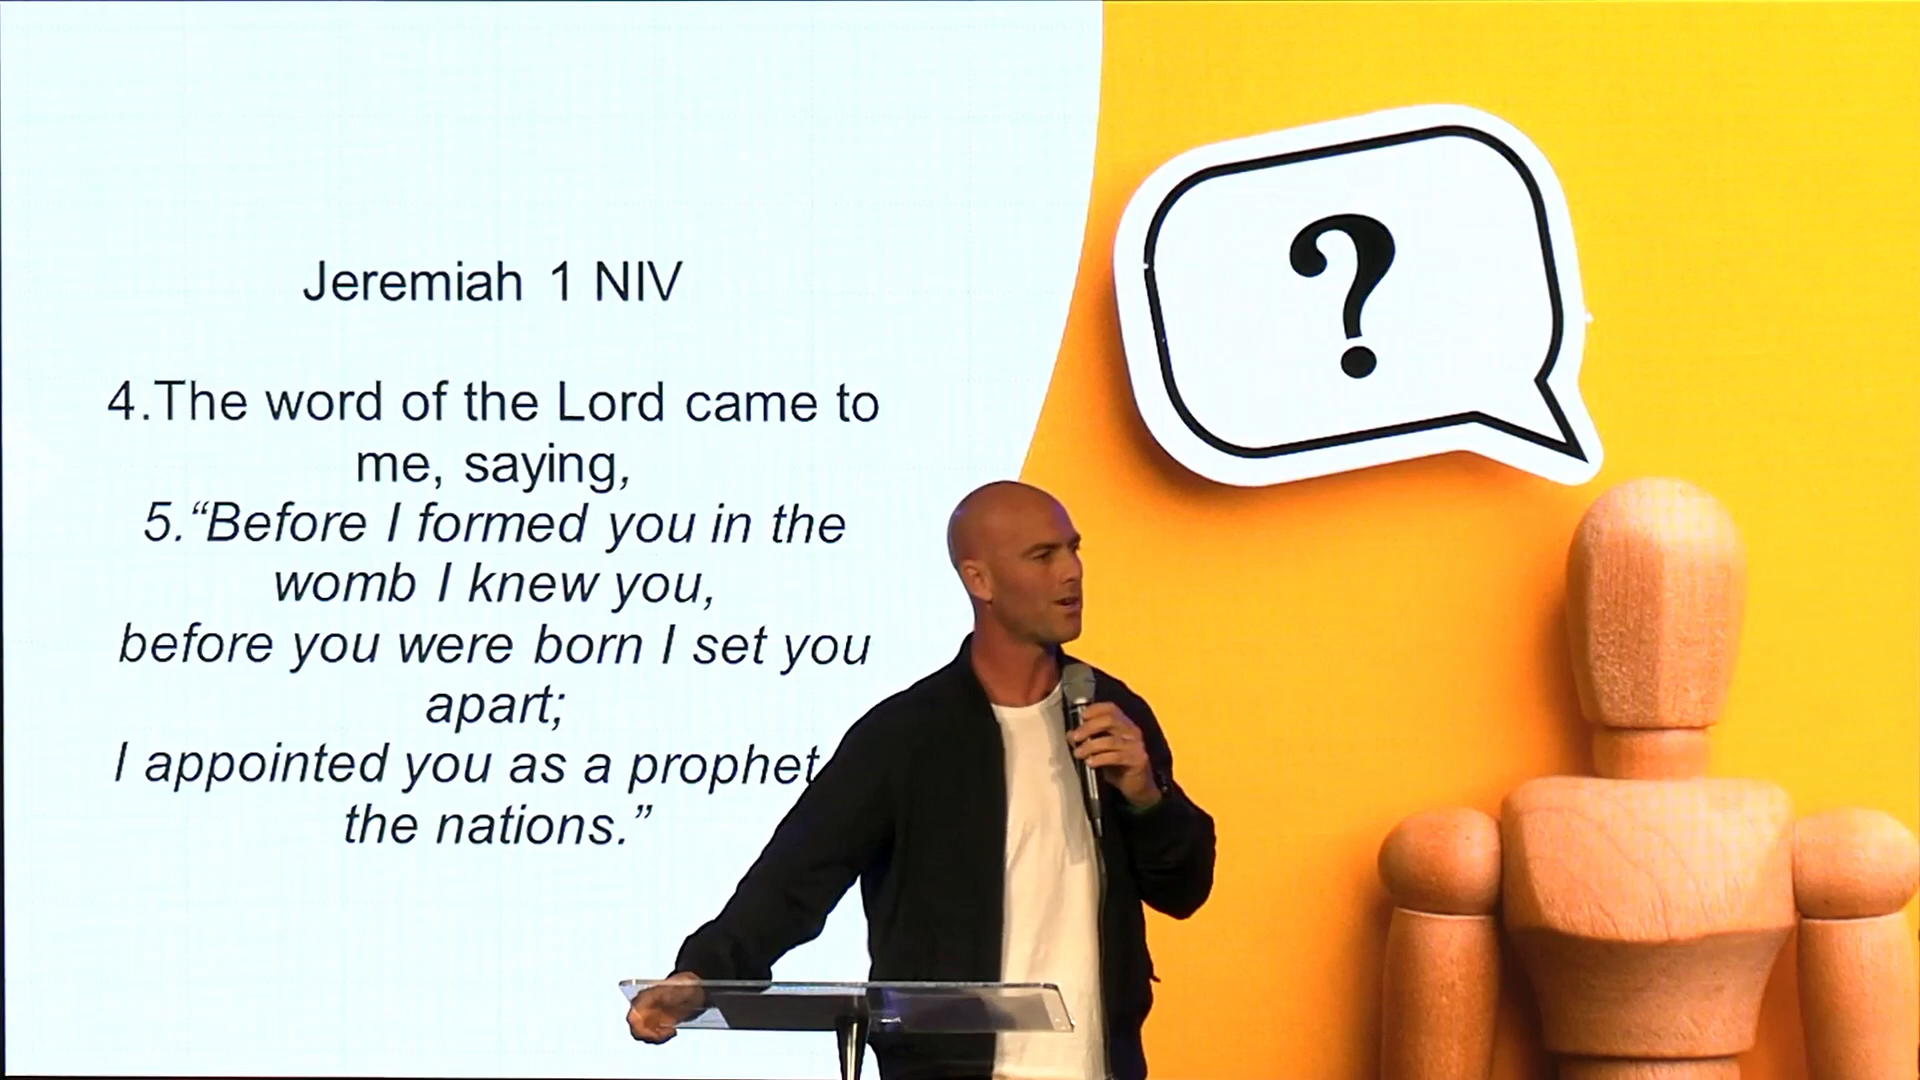 Jeremiah 1 NIV
4.The word of the Lord came to
me, saying,
5.“Before I formed you in the
womb I knew you,
before you were born I set you
apart;
I appointed you as a prophet
the nations.”
?